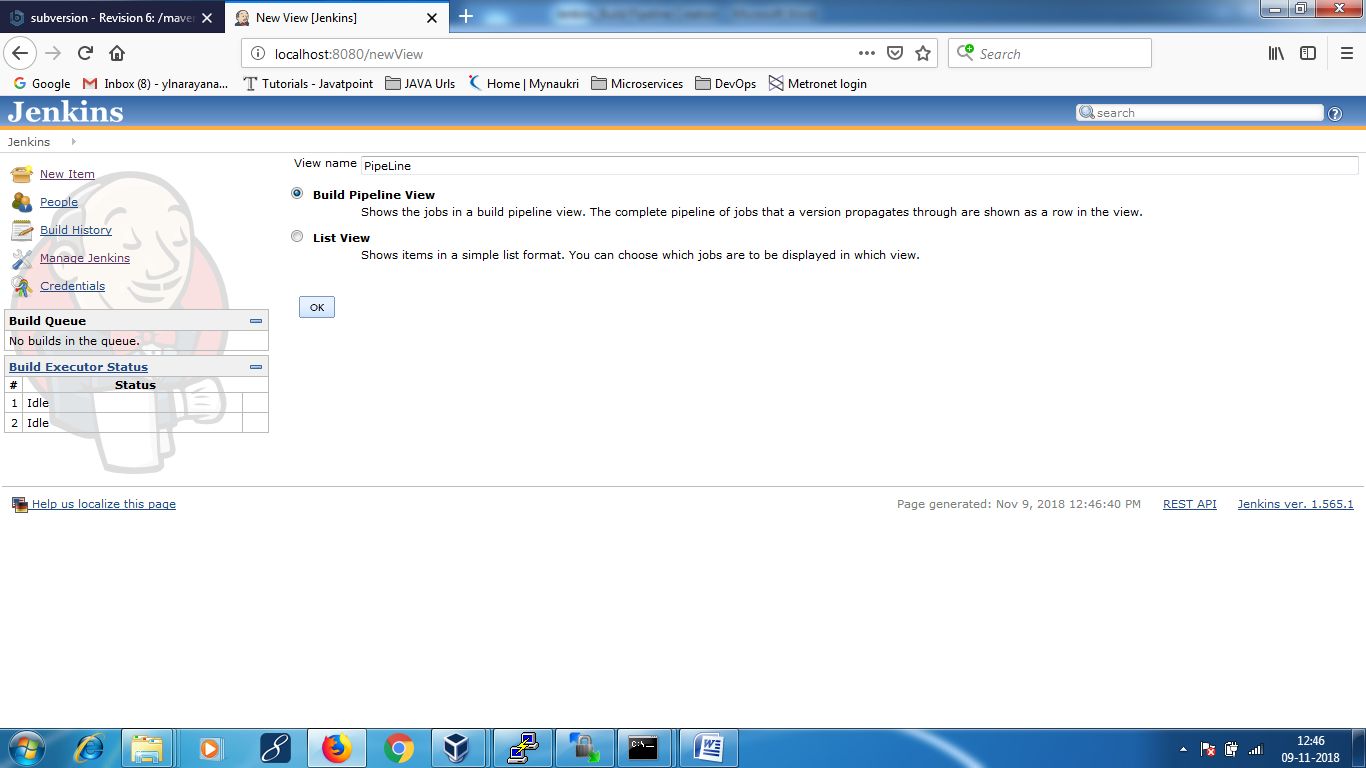 subversion - Revision 6: /maven
New View [Jenkins]
localhost:8080/newView
Search
Google
Inbox (8) - ylnarayana...
Tutorials - Javatpoint
JAVA Urls
Home | Mynaukri
Microservices
DevOps
Metronet login
Jenkins
search
Jenkins
New Item
People
Build History
Manage Jenkins
Credentials
Build Queue
No builds in the queue.
Build Executor Status
# Status
1 Idle
2 Idle
View name PipeLine
Build Pipeline View
Shows the jobs in a build pipeline view. The complete pipeline of jobs that a version propagates through are shown as a row in the view.
List View
Shows items in a simple list format. You can choose which jobs are to be displayed in which view.
OK
Help us localize this page
Page generated: Nov 9, 2018 12:46:40 PM
REST API
Jenkins ver. 1.565.1
12:46
09-11-2018